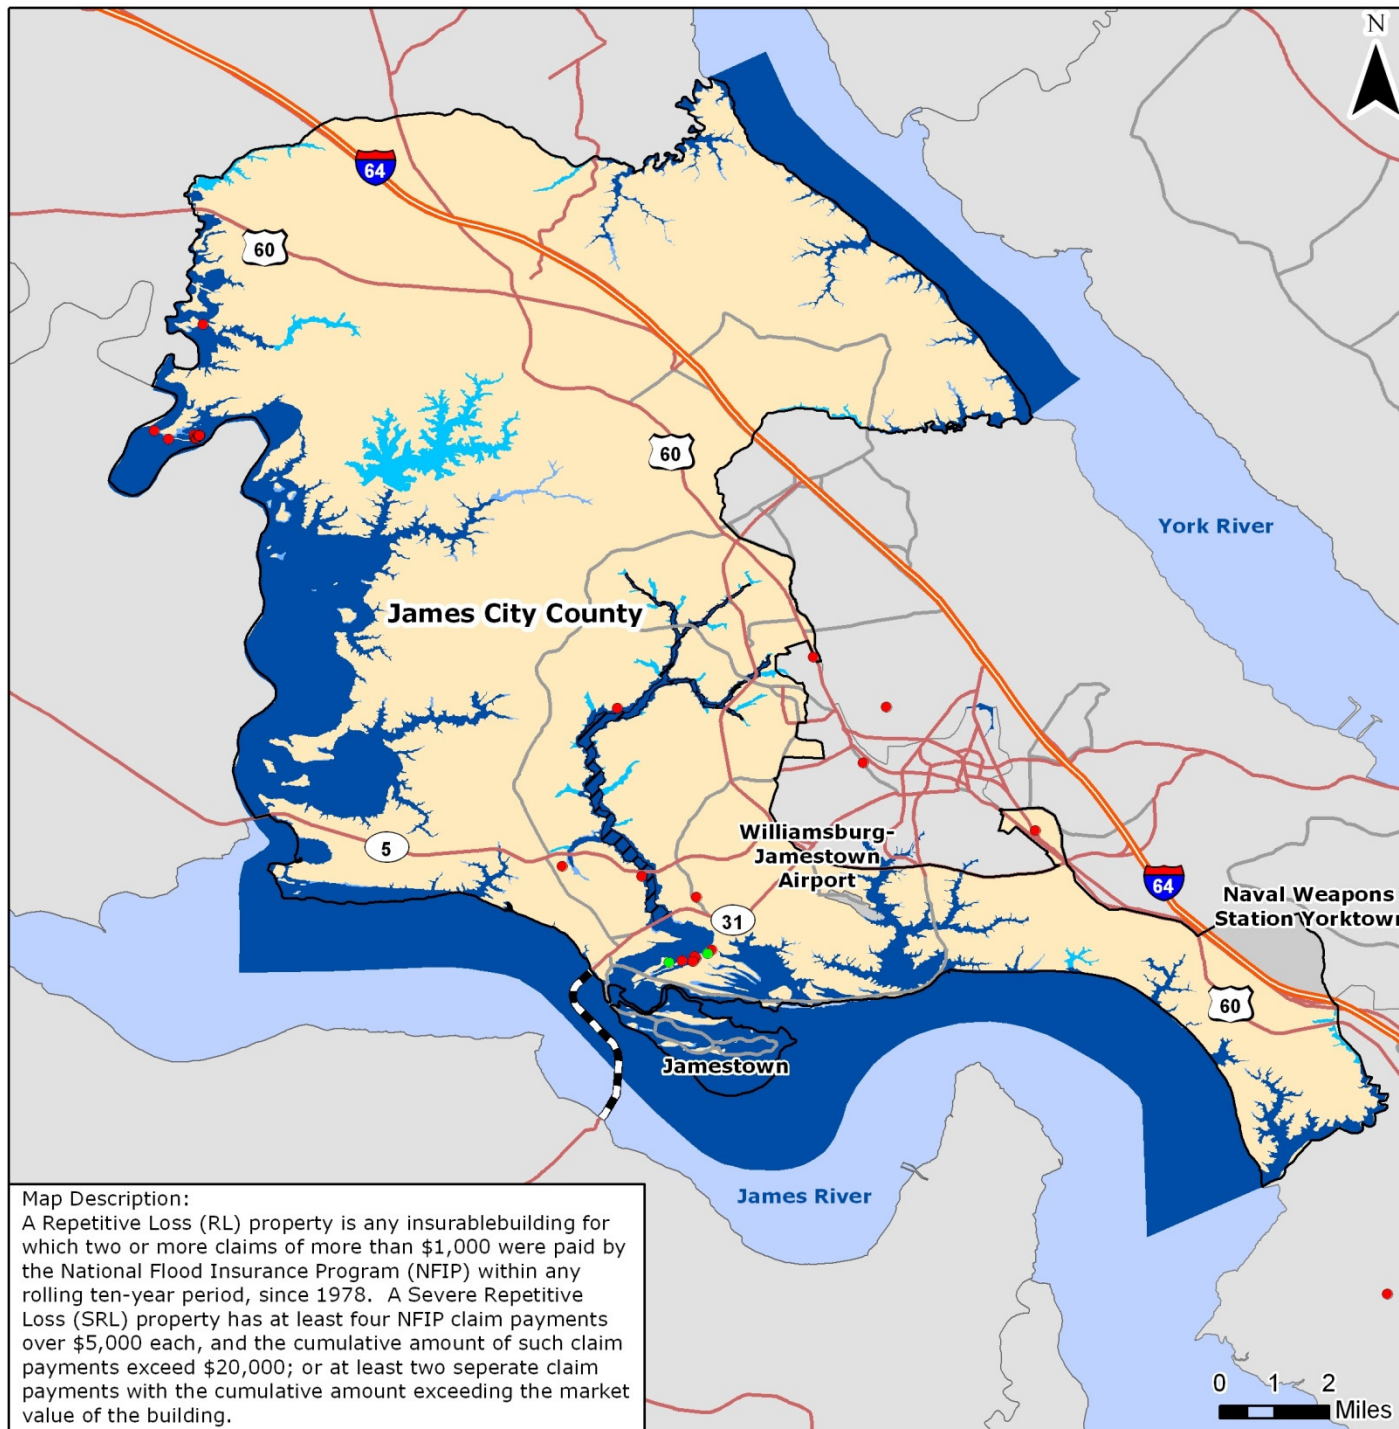 N
64
60
60
York River
James City County
Williamsburg-
Jamestown
Airport
5
31
64
Naval Weapons
Station Yorktown
60
Jamestown
James River
Map Description:
A Repetitive Loss (RL) property is any insurablebuilding for
which two or more claims of more than $1,000 were paid by
the National Flood Insurance Program (NFIP) within any
rolling ten-year period, since 1978.  A Severe Repetitive
Loss (SRL) property has at least four NFIP claim payments
over $5,000 each, and the cumulative amount of such claim
payments exceed $20,000; or at least two seperate claim
payments with the cumulative amount exceeding the market
value of the building.
0 1 2
Miles